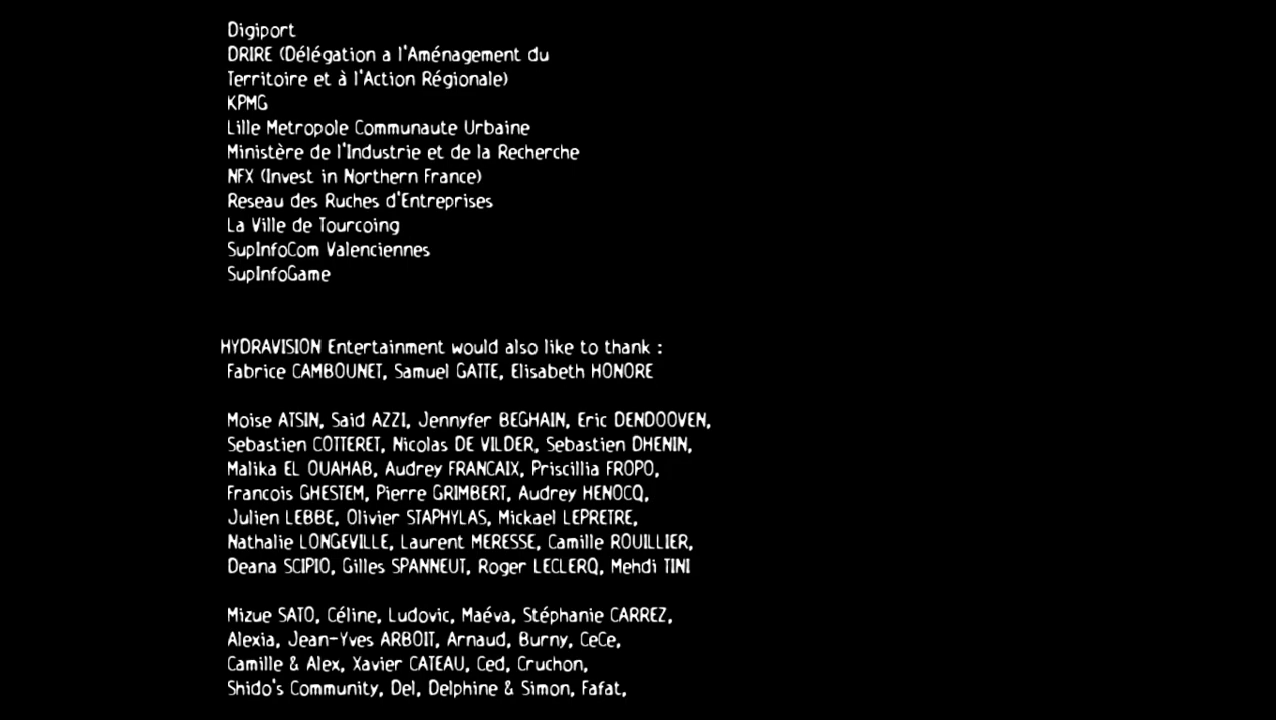 Digiport
DRIRE (Délégation a l'Aménagement du
Territoire et à l'Action Régionale)
KPMG
Lille Metropole Communaute Urbaine
Ministère de l'Industrie et de la Recherche
NFX (Invest in Northern France)
Reseau des Ruches d'Entreprises
La Ville de Tourcoing
SupInfoCom Valenciennes
SupInfoGame
HYDRAVISION Entertainment would also like to thank :
Fabrice CAMBOUNET, Samuel GATTE, Elisabeth HONORE
Moise ATSIN, Said AZZI, Jennyfer BEGHAIN, Eric DENDOOVEN,
Sebastien COTTERET, Nicolas DE VILDER, Sebastien DHENIN,
Malika EL OUAHAB, Audrey FRANCAIX, Priscillia FROPO,
Francois GHESTEM, Pierre GRIMBERT, Audrey HENOCQ,
Julien LEBBE, Olivier STAPHYLAS, Mickael LEPRETRE,
Nathalie LONGEVILLE, Laurent MERESSE, Camille ROUILLIER,
Deana SCIPIO, Gilles SPANNEUT, Roger LECLERQ, Mehdi TINI
Mizue SATO, Céline, Ludovic, Maéva, Stéphanie CARREZ,
Alexia, Jean-Yves ARBOIT, Arnaud, Burny, CeCe,
Camille & Alex, Xavier CATEAU, Ced, Cruchon,
Shido's Community, Del, Delphine & Simon, Fafat,